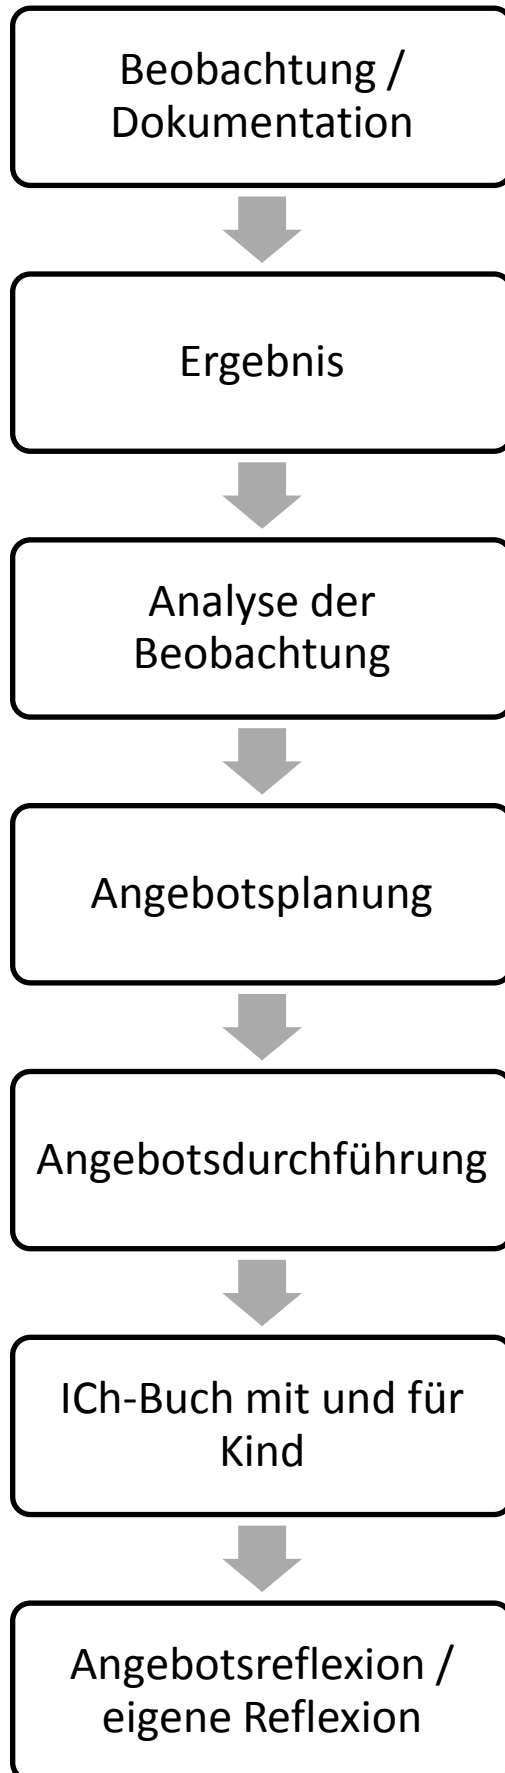 Beobachtung /
Dokumentation
Ergebnis
Analyse der
Beobachtung
Angebotsplanung
Angebotsdurchführung
ICh-Buch mit und für
Kind
Angebotsreflexion /
eigene Reflexion